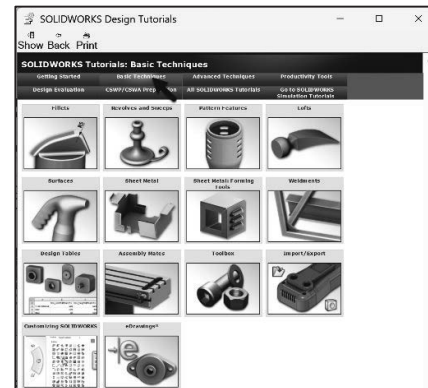 SOLIDWORKS Design Tutorials
Show Back Print
SOLIDWORKS Tutorials: Basic Techniques
Getting Started Basic Techniques Advanced Techniques Productivity Tools
Design Evaluation CSWP/CSWA All SOLIDWORKS Tutorials Go to SOLIDWORKS Simulation Tutorials
Fillets Revolves and Sweeps Pattern Features Lofts
Surfaces Sheet Metal Sheet Metal: Forming Tools Weldments
Design Tables Assembly Mates Toolbox Import/Export
Customizing SOLIDWORKS eDrawings®